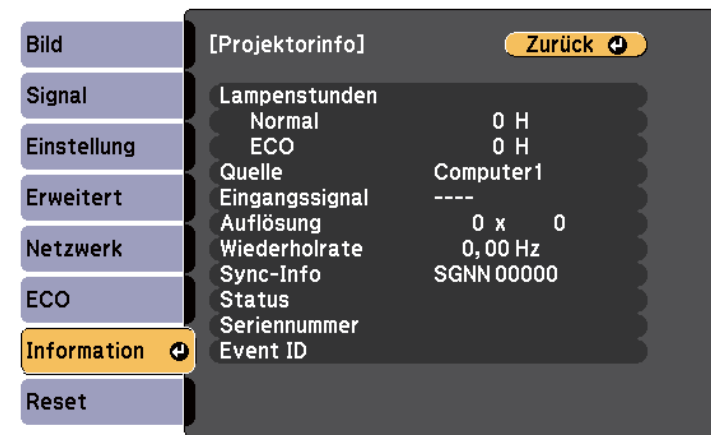 Bild
Signal
Einstellung
Erweitert
Netzwerk
ECO
Information
Reset
[Projektorinfo] Zurück
Lampenstunden
Normal 0 H
ECO 0 H
Quelle Computer1
Eingangssignal ----
Auflösung 0 x 0
Wiederholrate 0,00 Hz
Sync-Info SGNN 00000
Status
Seriennummer
Event ID